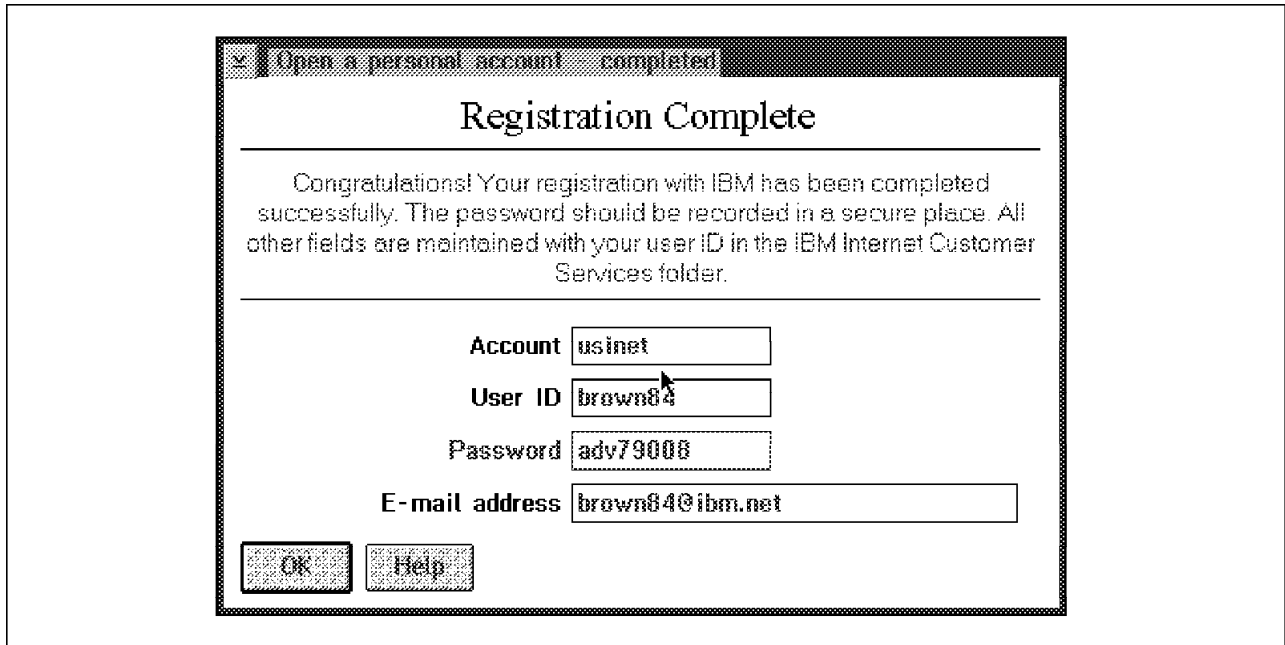 Open a personal account - completed
Registration Complete
Congratulations! Your registration with IBM has been completed
successfully. The password should be recorded in a secure place. All
other fields are maintained with your user ID in the IBM Internet Customer
Services folder.
Account usinet
User ID brown84
Password adv79008
E-mail address brown84@ibm.net
OK Help